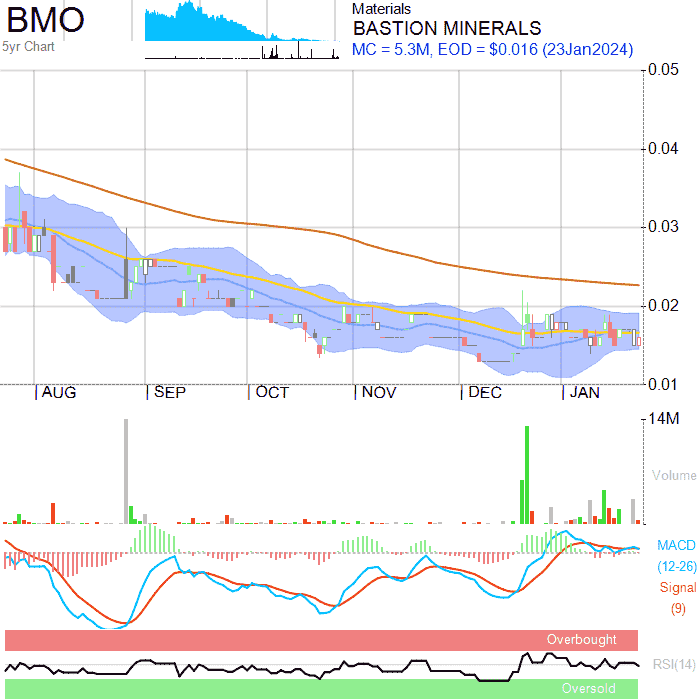 BMO
5yr Chart
Materials
BASTION MINERALS
MC = 5.3M, EOD = $0.016 (23Jan2024)
0.05
0.04
0.03
0.02
0.01
AUG SEP OCT NOV DEC JAN
14M
Volume
MACD
(12-26)
Signal
(9)
Overbought
RSI(14)
Oversold